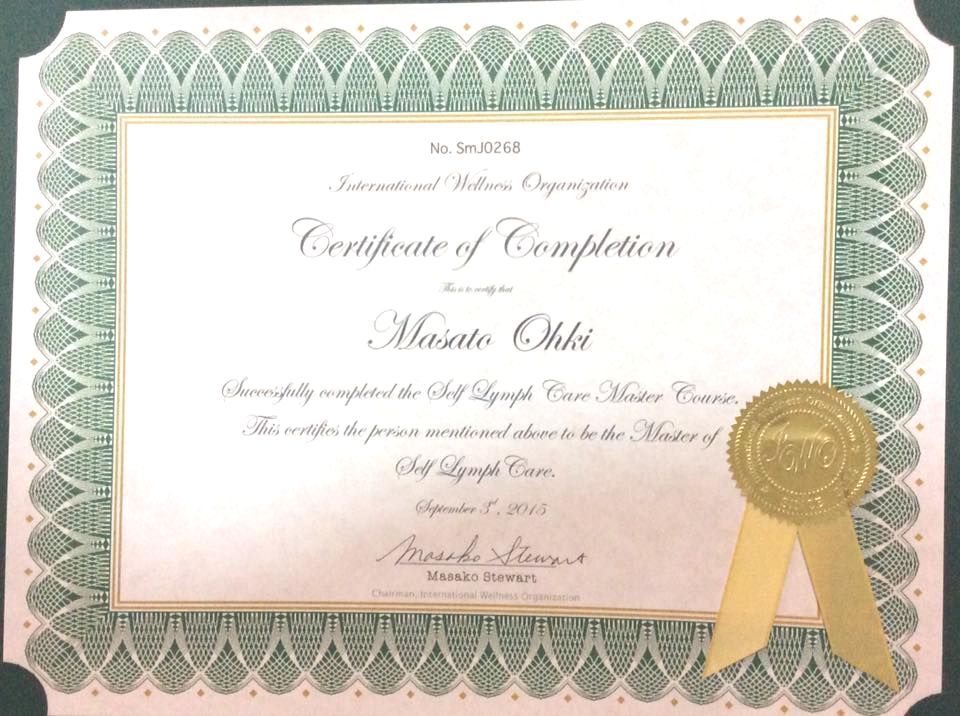 No. SmJ0268
International Wellness Organization
Certificate of Completion
This is to certify that
Masato Ohki
Successfully completed the Self Lymph Care Master Course.
This certifies the person mentioned above to be the Master of
Self Lymph Care.
September 3rd, 2015
Masako Stewart
Masako Stewart
Chairman, International Wellness Organization
IWO